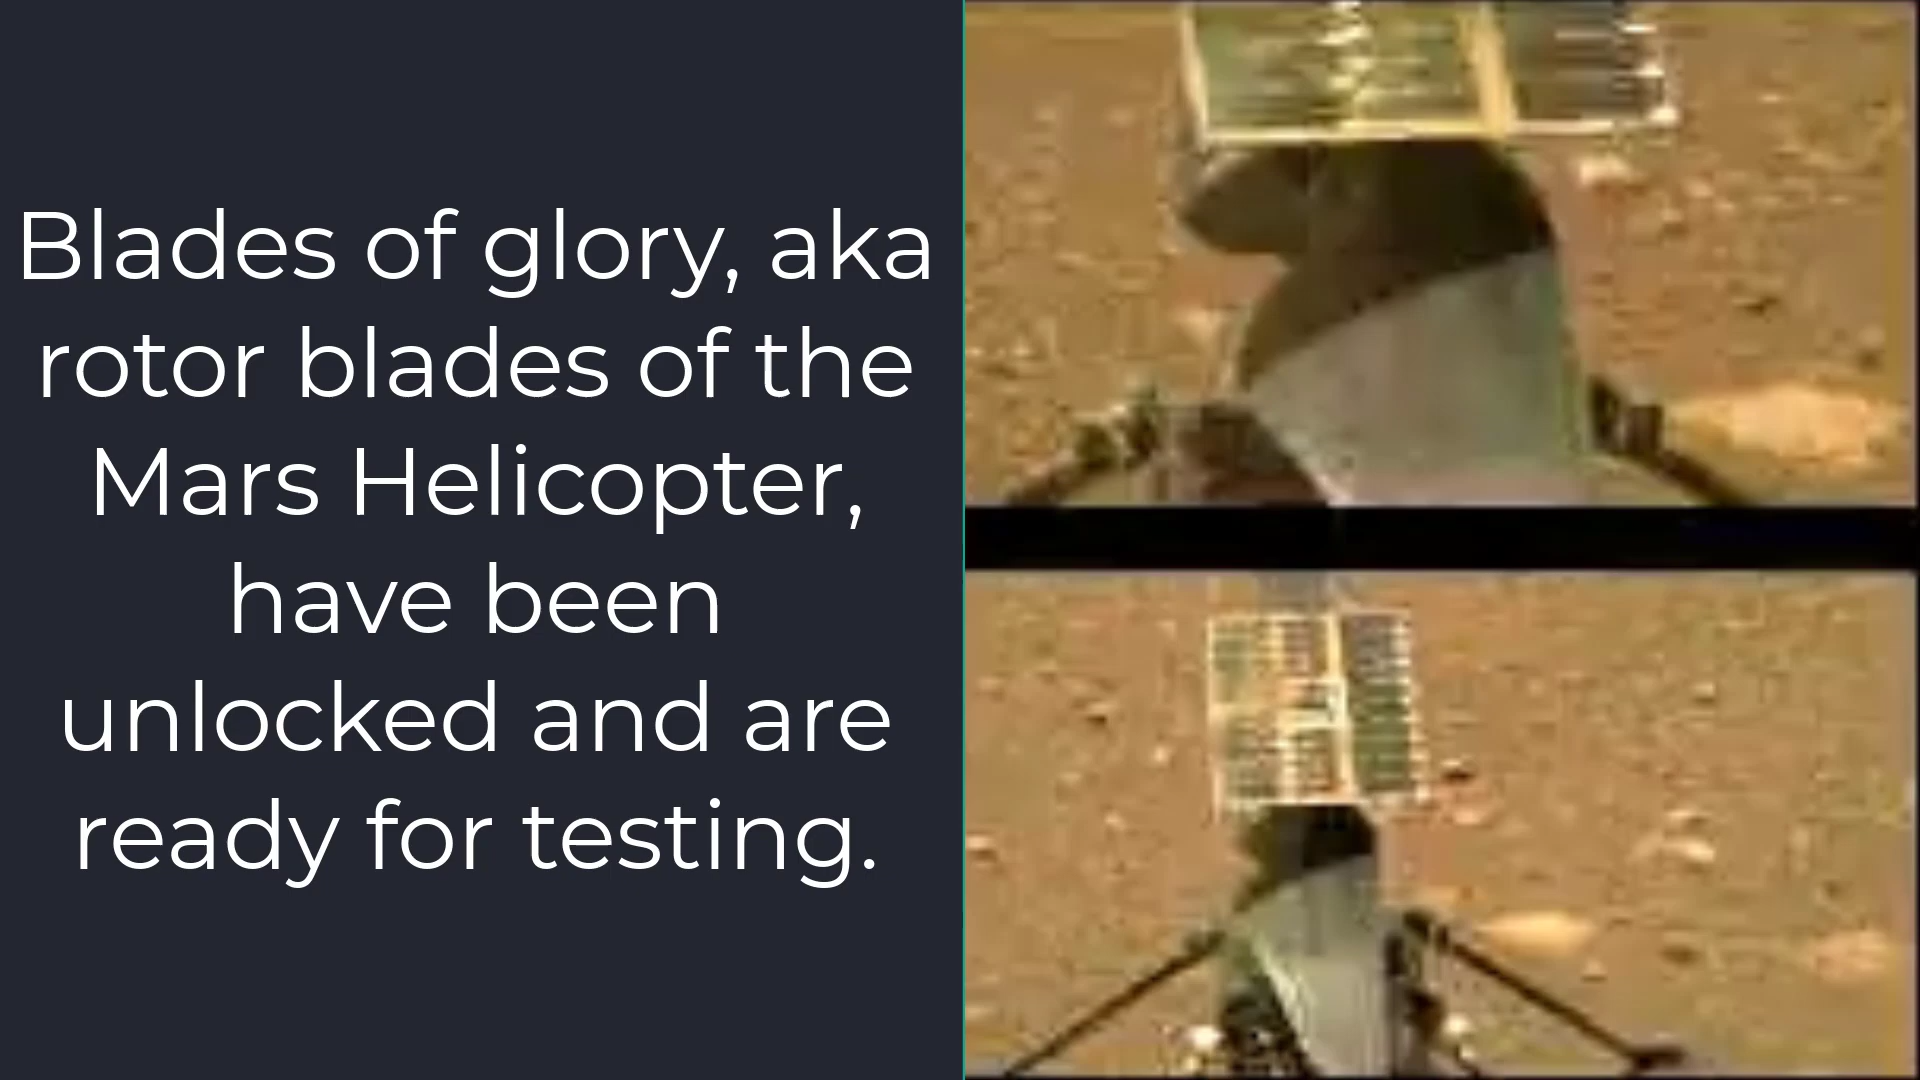 Blades of glory, aka
rotor blades of the
Mars Helicopter,
have been
unlocked and are
ready for testing.